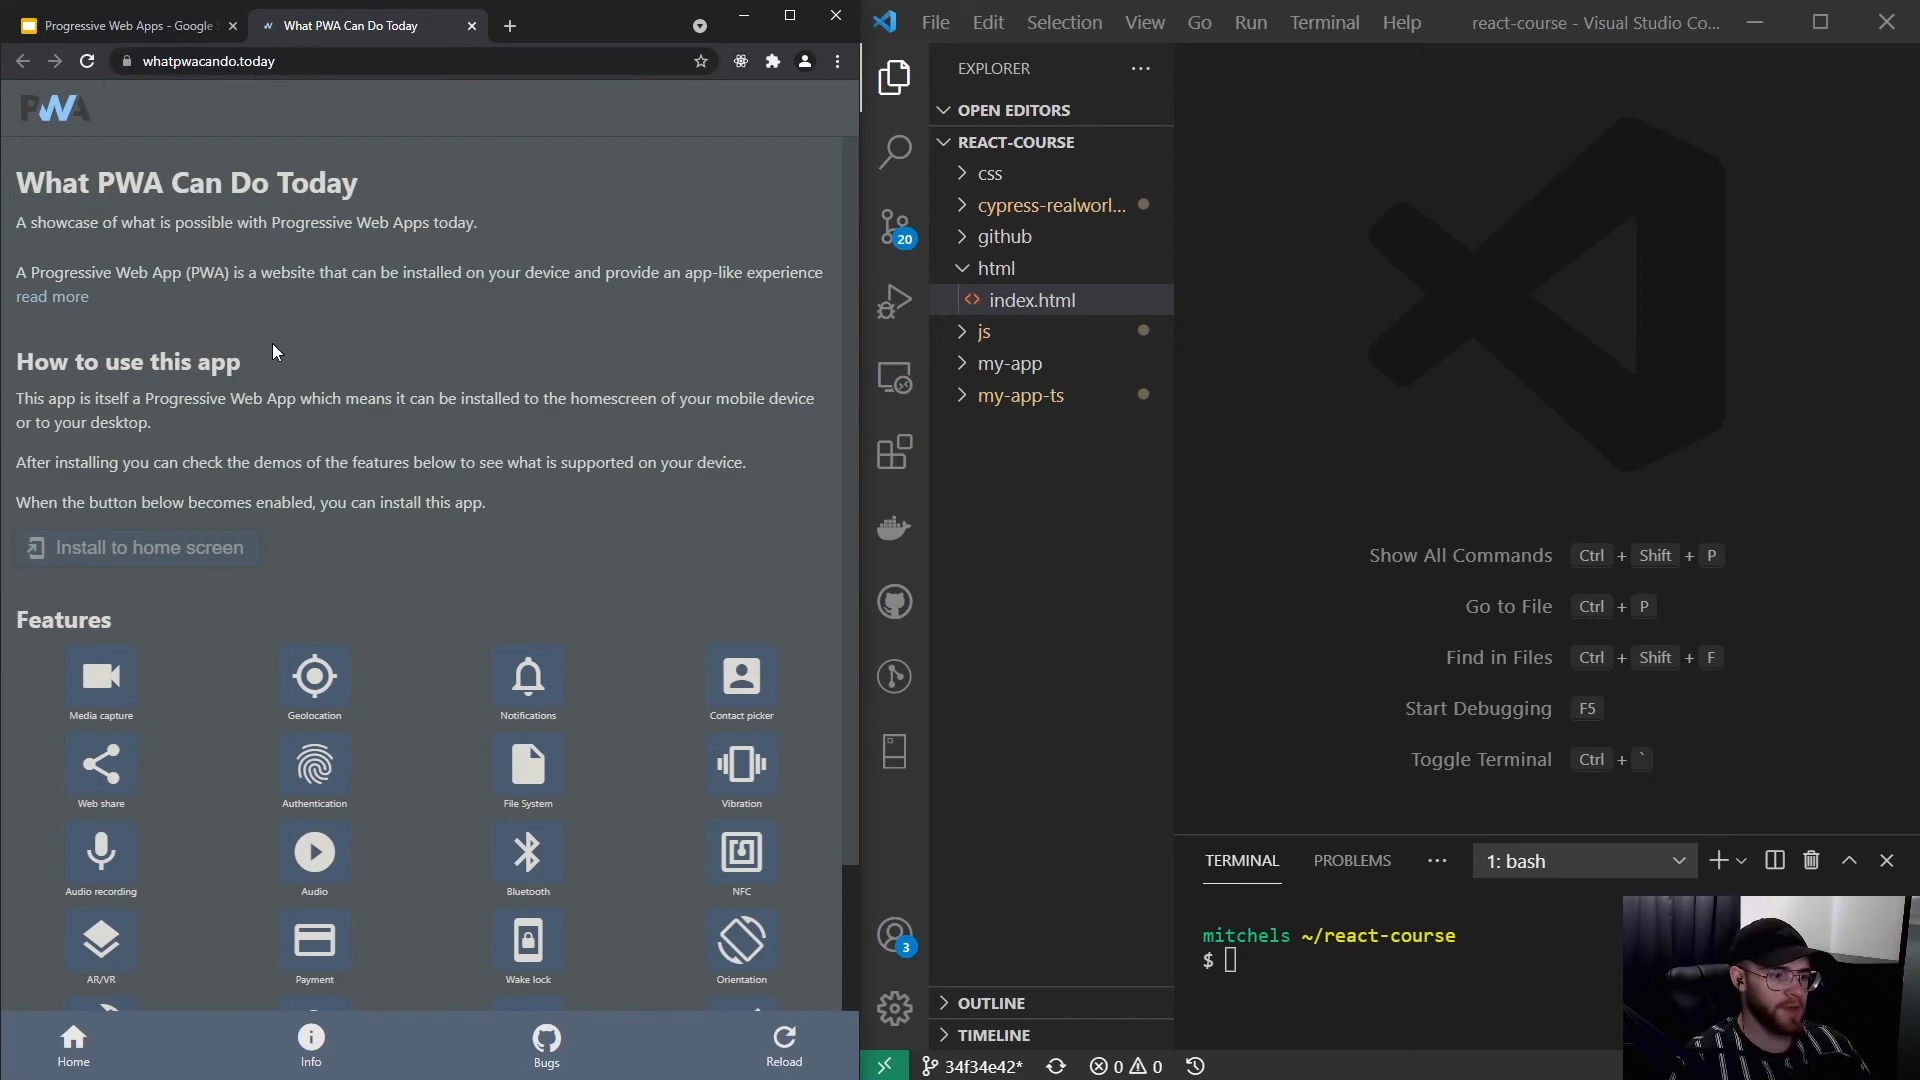 Progressive Web Apps - Google
What PWA Can Do Today
whatpwacando.today
PWA
What PWA Can Do Today
A showcase of what is possible with Progressive Web Apps today.
A Progressive Web App (PWA) is a website that can be installed on your device and provide an app-like experience
read more
How to use this app
This app is itself a Progressive Web App which means it can be installed to the homescreen of your mobile device
or to your desktop.
After installing you can check the demos of the features below to see what is supported on your device.
When the button below becomes enabled, you can install this app.
Install to home screen
Features
Media capture
Geolocation
Notifications
Contact picker
Web share
Authentication
File System
Vibration
Audio recording
Audio
Bluetooth
NFC
AR/VR
Payment
Wake lock
Orientation
Home
Info
Bugs
Reload
File Edit Selection View Go Run Terminal Help
react-course - Visual Studio Co...
EXPLORER
OPEN EDITORS
REACT-COURSE
css
cypress-realworl...
github
html
<> index.html
js
my-app
my-app-ts
OUTLINE
TIMELINE
20
3
Show All Commands Ctrl + Shift + P
Go to File Ctrl + P
Find in Files Ctrl + Shift + F
Start Debugging F5
Toggle Terminal Ctrl + `
TERMINAL PROBLEMS ... 1: bash
mitchels ~/react-course
$
34f34e42* 0 0